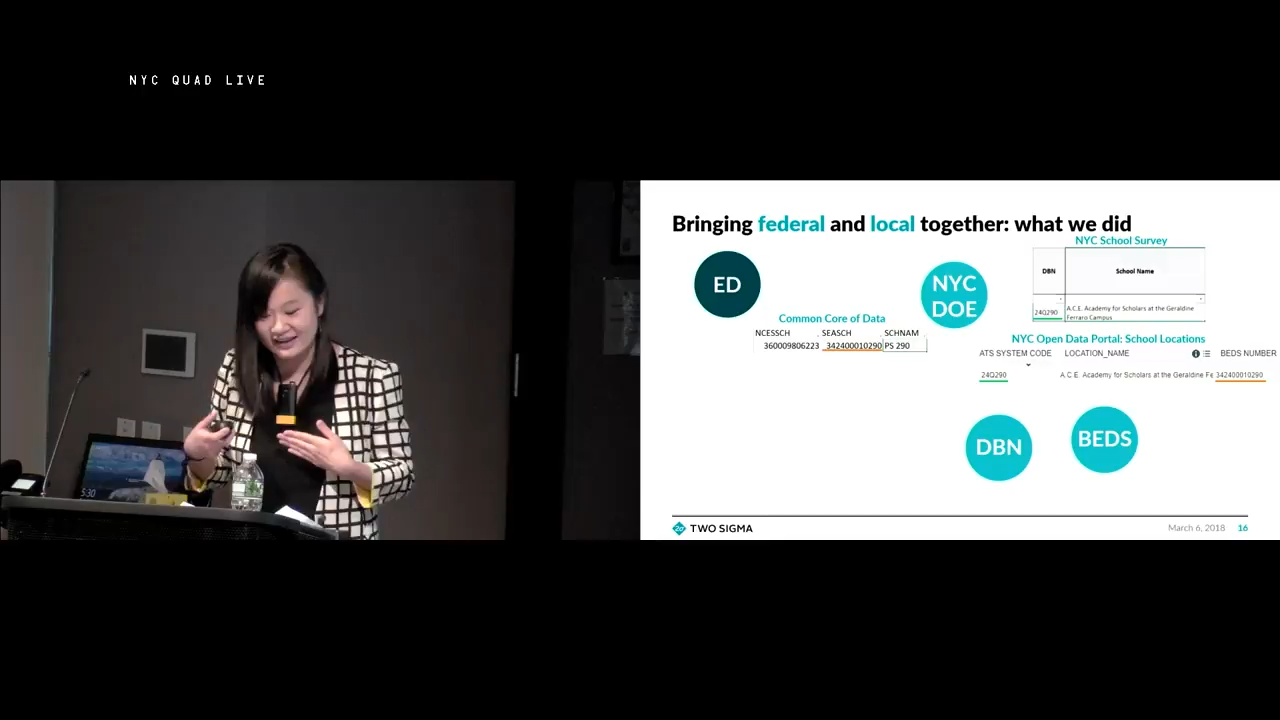 NYC QUAD LIVE
Bringing federal and local together: what we did
ED
NYC
DOE
NYC School Survey
DBN School Name
24Q290 A.C.E. Academy for Scholars at the Geraldine
Ferraro Campus
Common Core of Data
NCESSCH SEASCH SCHNAM
360009806223 342400010290 PS 290
NYC Open Data Portal: School Locations
ATS SYSTEM CODE LOCATION_NAME BEDS NUMBER
24Q290 A.C.E. Academy for Scholars at the Geraldine Fe 342400010290
DBN
BEDS
5:30
TWO SIGMA
March 6, 2018 16